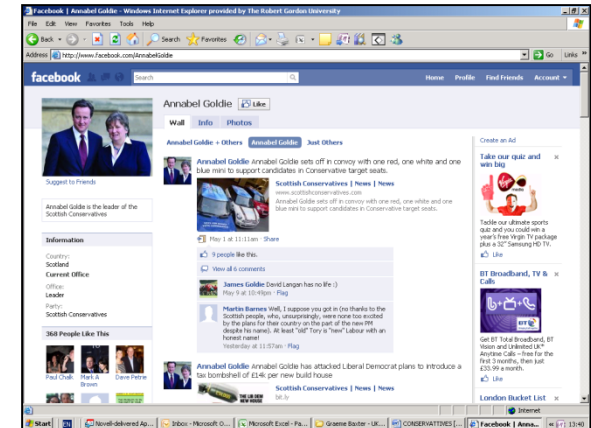 Facebook | Annabel Goldie - Windows Internet Explorer provided by The Robert Gordon University
File Edit View Favorites Tools Help
Back Search Favorites
Address http://www.facebook.com/AnnabelGoldie Go Links
facebook Search Home Profile Find Friends Account
Annabel Goldie Like
Wall Info Photos
Annabel Goldie + Others Annabel Goldie Just Others
Suggest to Friends
Annabel Goldie is the leader of the
Scottish Conservatives
Information
Country:
Scotland
Current Office
Office:
Leader
Party:
Scottish Conservatives
368 People Like This
Paul Chalk Mark A Brown Dave Petrie
Annabel Goldie Annabel Goldie sets off in convoy with one red, one white and one
blue mini to support candidates in Conservative target seats.
Scottish Conservatives | News | News
www.scottishconservatives.com
Annabel Goldie sets off in convoy with one red, one white and one
blue mini to support candidates in Conservative target seats.
May 1 at 11:11am · Share
9 people like this.
View all 6 comments
James Goldie David Langan has no life :)
May 9 at 10:49pm · Flag
Martin Barnes Well, I suppose you got in (no thanks to the
Scottish people, who, unsurprisingly, were none too excited
by the plans for their country on the part of the new PM
despite his name). At least "old" Tory is "new" Labour with an
honest name!
Yesterday at 11:57am · Flag
Annabel Goldie Annabel Goldie has attacked Liberal Democrat plans to introduce a
tax bombshell of £14k per new build house
Scottish Conservatives | News | News
bit.ly
Create an Ad
Take our quiz and
win big
Tackle our ultimate sports
quiz and you could win a
year's free Virgin TV package
plus a 32" Samsung HD TV.
Like
BT Broadband, TV &
Calls
Get BT Total Broadband, BT
Vision and Unlimited UK*
Anytime Calls – free for the
first 3 months, then just
£33.99 a month.
Like
London Bucket List
Internet
Start Novell-delivered Ap... Inbox - Microsoft O... Microsoft Excel - Pa... Graeme Baxter - UK... CONSERVATIVES [... Facebook | Anna... 13:40